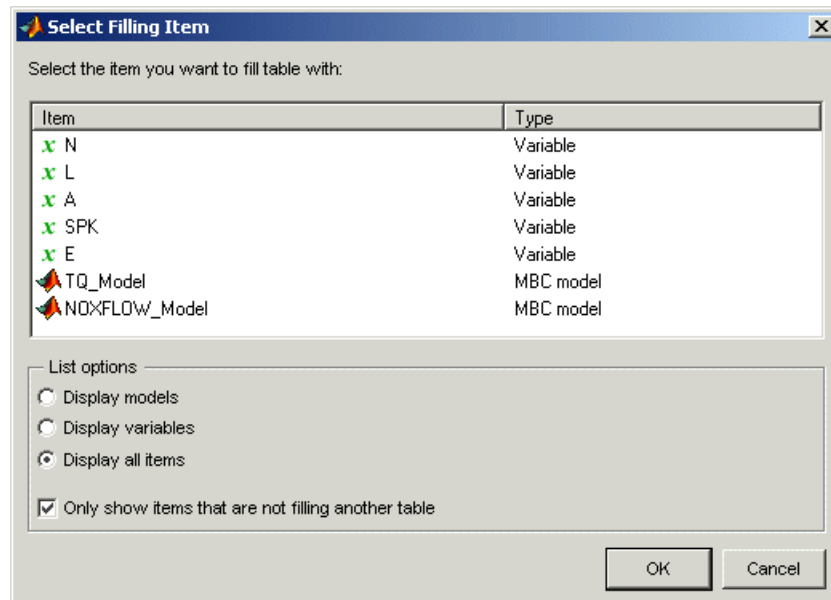 Select Filling Item
Select the item you want to fill table with:
Item Type
x N Variable
x L Variable
x A Variable
x SPK Variable
x E Variable
TQ_Model MBC model
NOXFLOW_Model MBC model
List options
Display models
Display variables
Display all items
Only show items that are not filling another table
OK Cancel